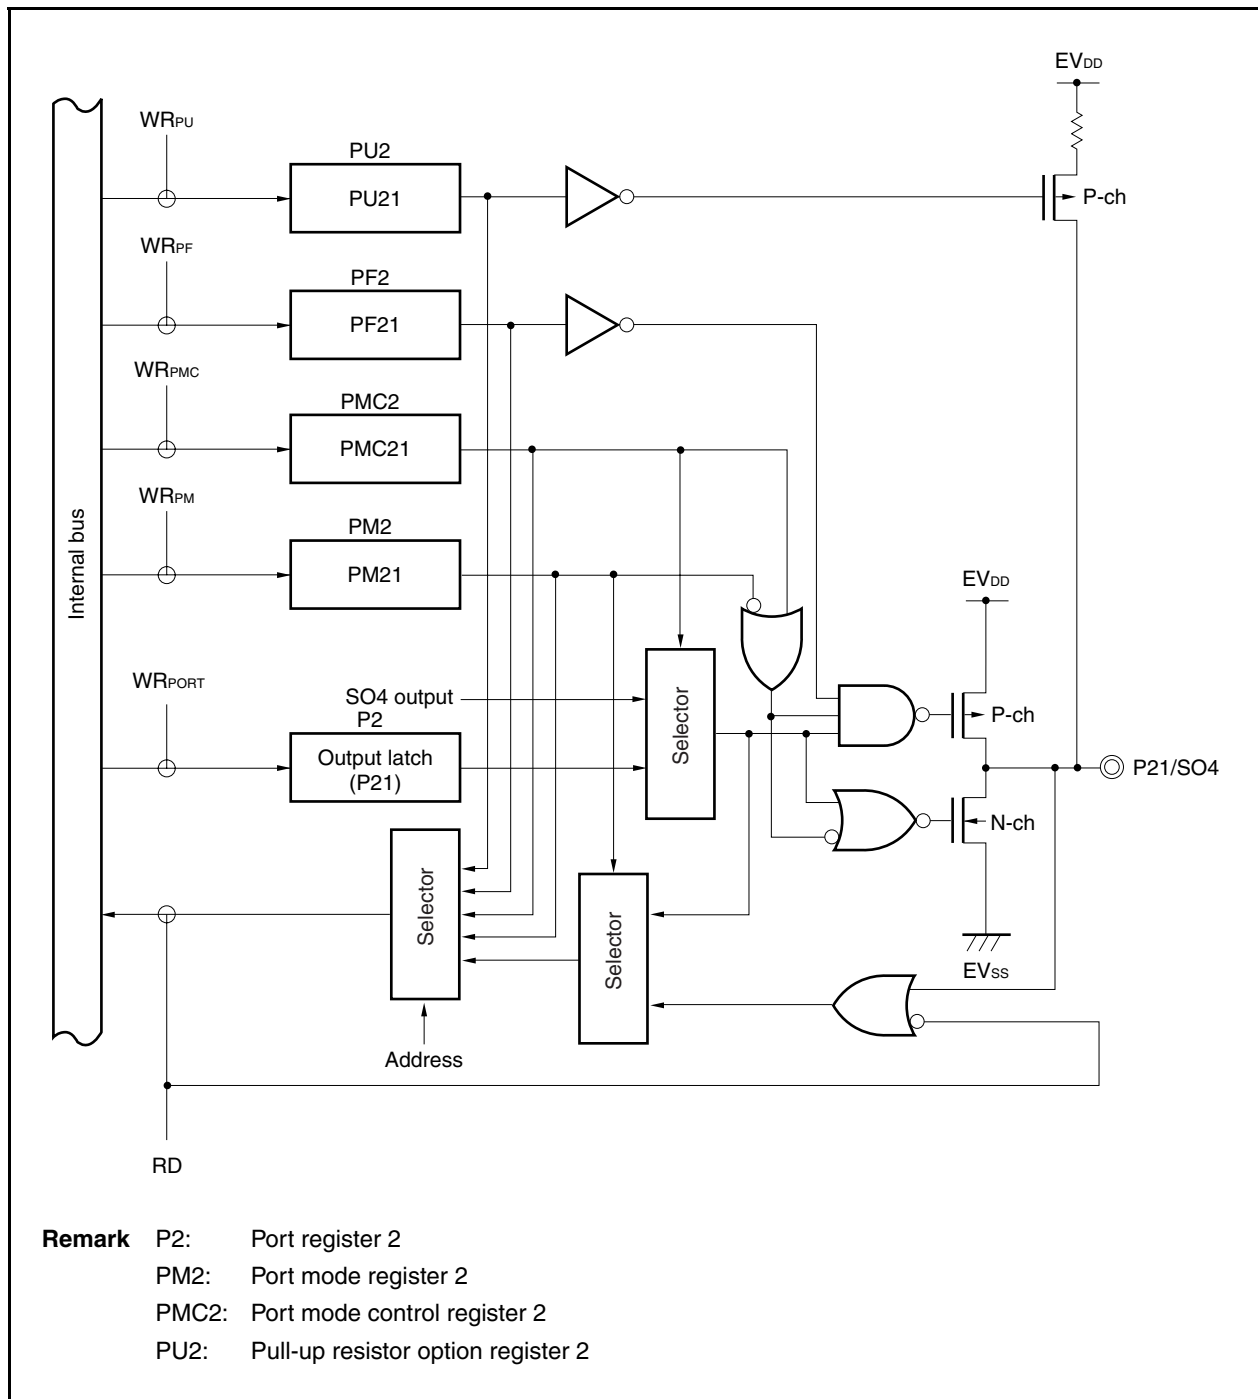 EVDD
WRPU
PU2
PU21
P-ch
WRPF
PF2
PF21
WRPMC
PMC2
PMC21
WRPM
PM2
PM21
Internal bus
EVDD
WRPORT
SO4 output
P2
Output latch
(P21)
Selector
P-ch
P21/SO4
N-ch
Selector
Selector
EVSS
Address
RD
Remark P2: Port register 2
PM2: Port mode register 2
PMC2: Port mode control register 2
PU2: Pull-up resistor option register 2